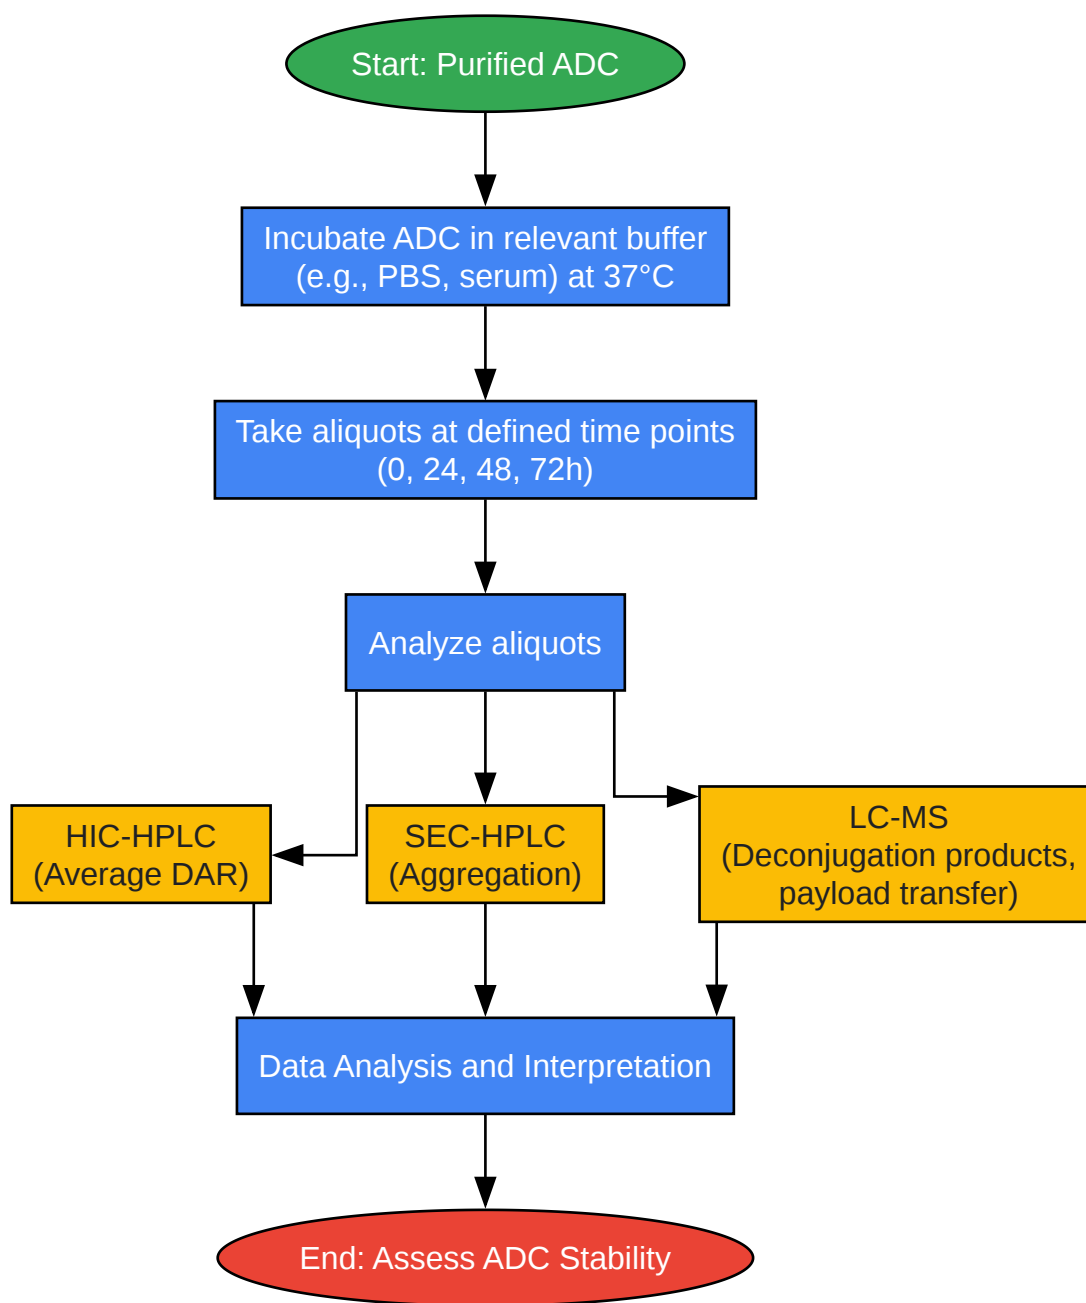 Start: Purified ADC
Incubate ADC in relevant buffer
(e.g., PBS, serum) at 37°C
Take aliquots at defined time points
(0, 24, 48, 72h)
Analyze aliquots
HIC-HPLC
(Average DAR)
SEC-HPLC
(Aggregation)
LC-MS
(Deconjugation products,
payload transfer)
Data Analysis and Interpretation
End: Assess ADC Stability